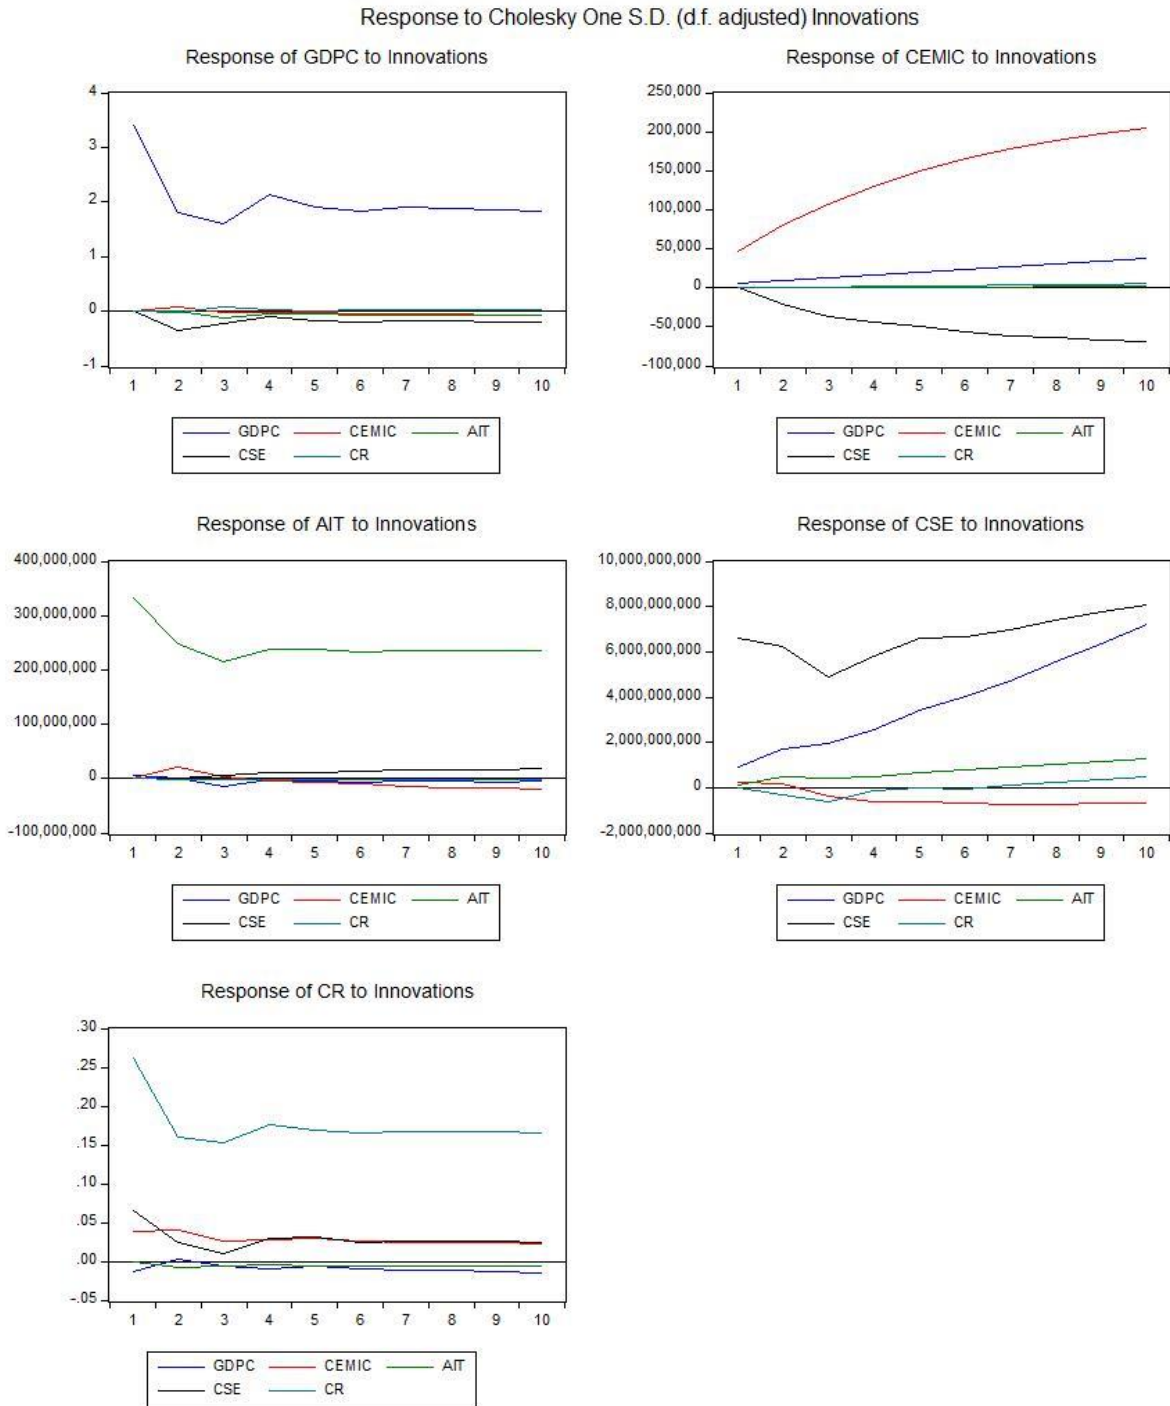 Response to Cholesky One S.D. (d.f. adjusted) Innovations
Response of GDPC to Innovations
4
3
2
1
0
-1
1 2 3 4 5 6 7 8 9 10
GDPC CEMIC AIT
CSE CR
Response of CEMIC to Innovations
250,000
200,000
150,000
100,000
50,000
0
-50,000
-100,000
1 2 3 4 5 6 7 8 9 10
GDPC CEMIC AIT
CSE CR
Response of AIT to Innovations
400,000,000
300,000,000
200,000,000
100,000,000
0
-100,000,000
1 2 3 4 5 6 7 8 9 10
GDPC CEMIC AIT
CSE CR
Response of CSE to Innovations
10,000,000,000
8,000,000,000
6,000,000,000
4,000,000,000
2,000,000,000
0
-2,000,000,000
1 2 3 4 5 6 7 8 9 10
GDPC CEMIC AIT
CSE CR
Response of CR to Innovations
.30
.25
.20
.15
.10
.05
.00
-.05
1 2 3 4 5 6 7 8 9 10
GDPC CEMIC AIT
CSE CR